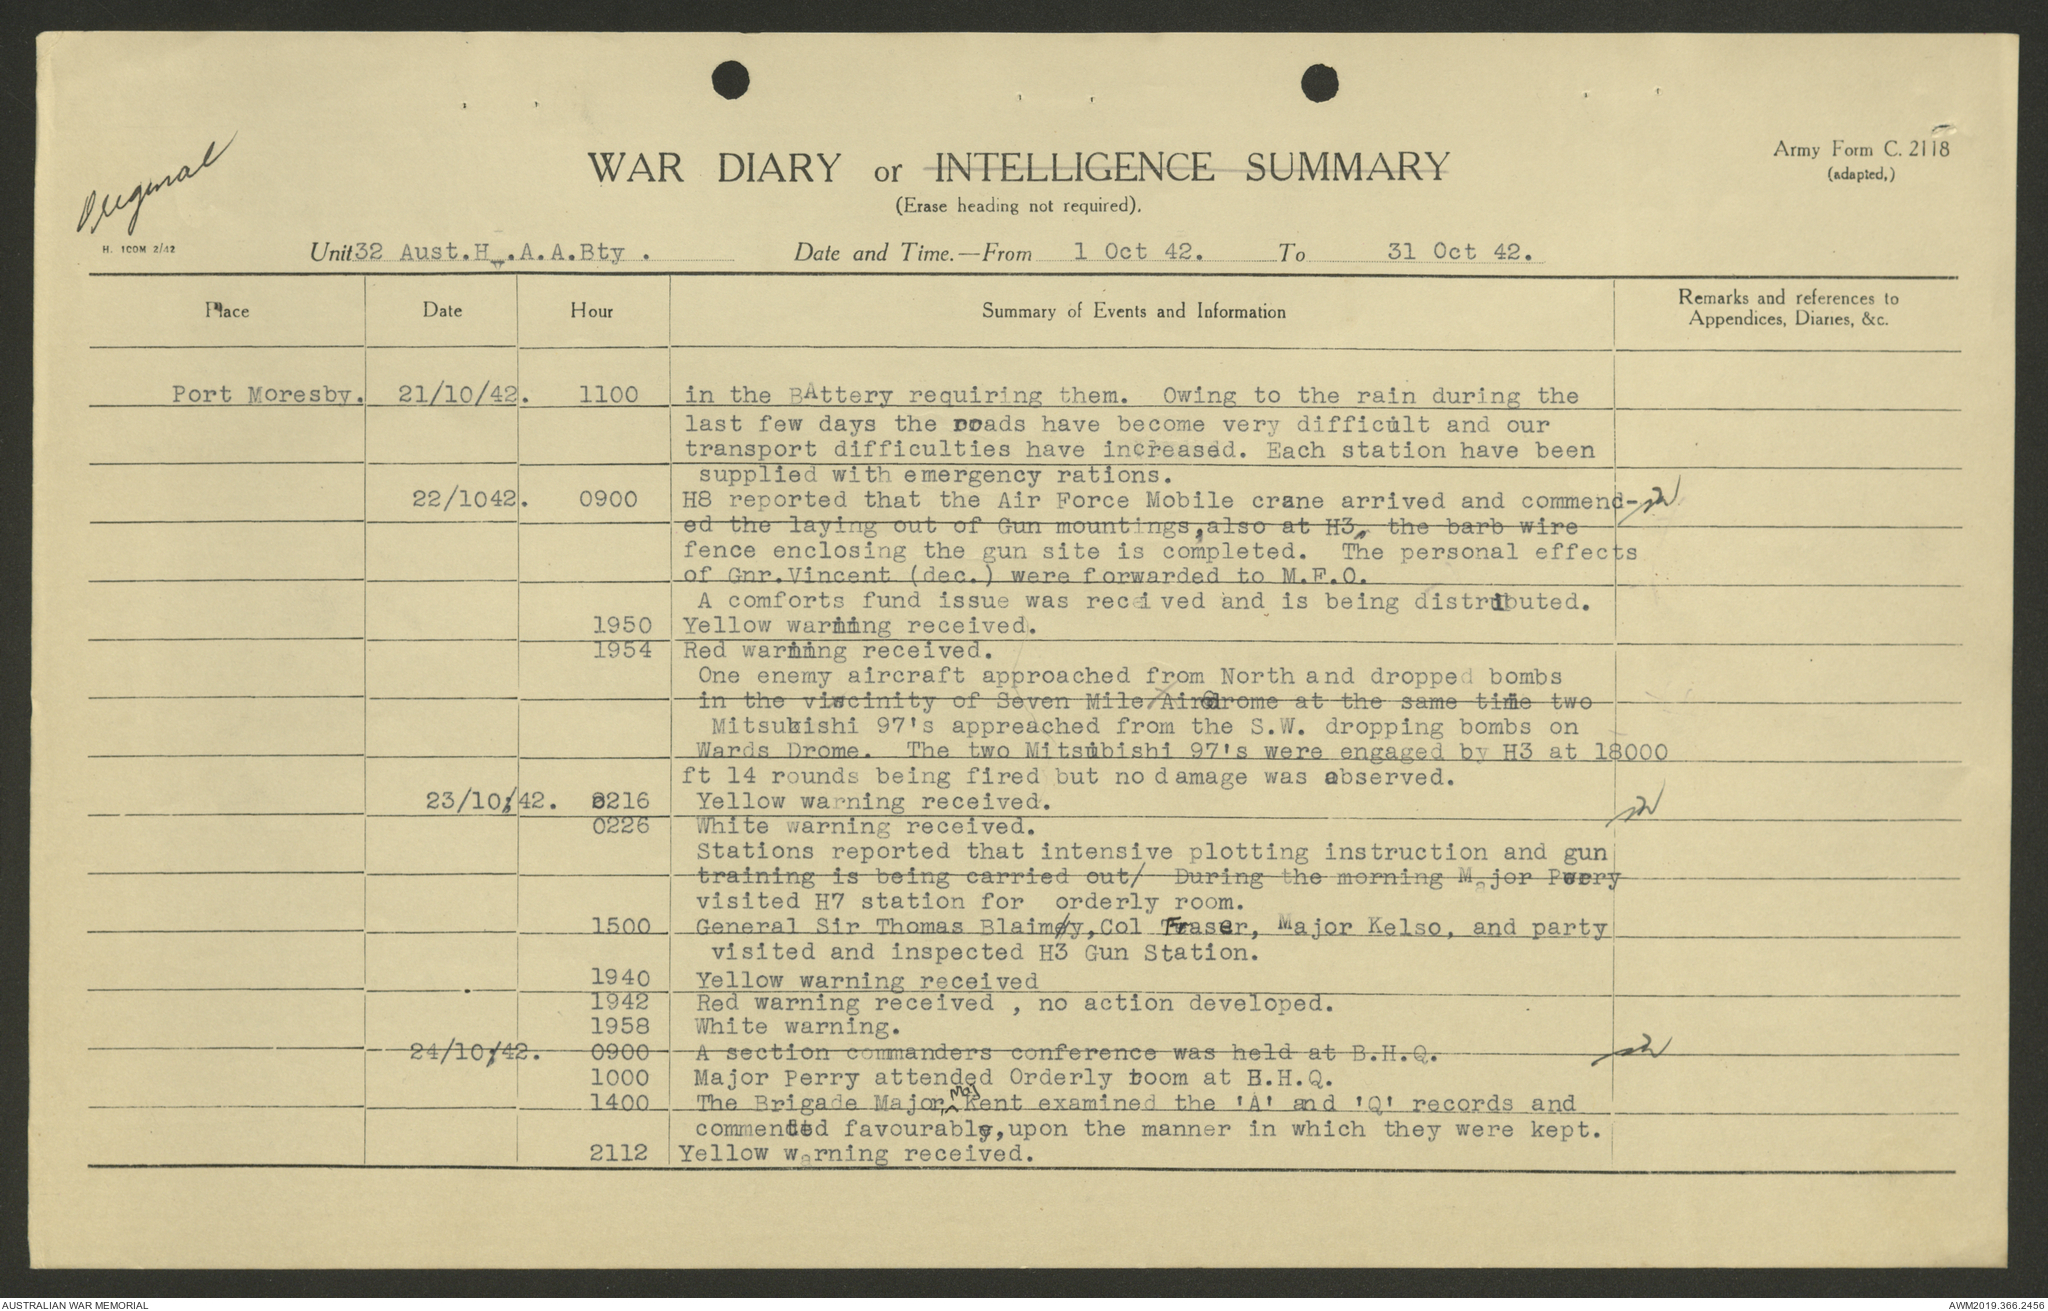 Original
WAR DIARY or INTELLIGENCE SUMMARY
(Erase heading not required).
Army Form C. 2118
(adapted.)
H. 1COM 2/42
Unit 32 Aust.H.A.A.Bty. Date and Time.—From 1 Oct 42. To 31 Oct 42.
Place Date Hour Summary of Events and Information Remarks and references to Appendices, Diaries, &c.
Port Moresby. 21/10/42. 1100 in the BAttery requiring them. Owing to the rain during the
last few days the roads have become very difficult and our
transport difficulties have increased. Each station have been
supplied with emergency rations.
22/1042. 0900 H8 reported that the Air Force Mobile crane arrived and commend-
ed the laying out of Gun mountings,also at H3, the barb wire
fence enclosing the gun site is completed. The personal effects
of Gnr.Vincent (dec.) were forwarded to M.F.O.
A comforts fund issue was received and is being distributed.
1950 Yellow warning received.
1954 Red warning received.
One enemy aircraft approached from North and dropped bombs
in the viscinity of Seven Mile/Airdrome at the same time two
Mitsubishi 97's appreached from the S.W. dropping bombs on
Wards Drome. The two Mitsubishi 97's were engaged by H3 at 18000
ft 14 rounds being fired but no damage was observed.
23/10/42. 0216 Yellow warning received.
0226 White warning received.
Stations reported that intensive plotting instruction and gun
training is being carried out/ During the morning Major Perry
visited H7 station for orderly room.
1500 General Sir Thomas Blaimey,Col Fraser, Major Kelso, and party
visited and inspected H3 Gun Station.
1940 Yellow warning received
1942 Red warning received , no action developed.
1958 White warning.
24/10/42. 0900 A section commanders conference was held at B.H.Q.
1000 Major Perry attended Orderly room at B.H.Q.
1400 The Brigade Major, Maj Kent examined the 'A' and 'Q' records and
commented favourably,upon the manner in which they were kept.
2112 Yellow warning received.
AUSTRALIAN WAR MEMORIAL
AWM2019.366.2456